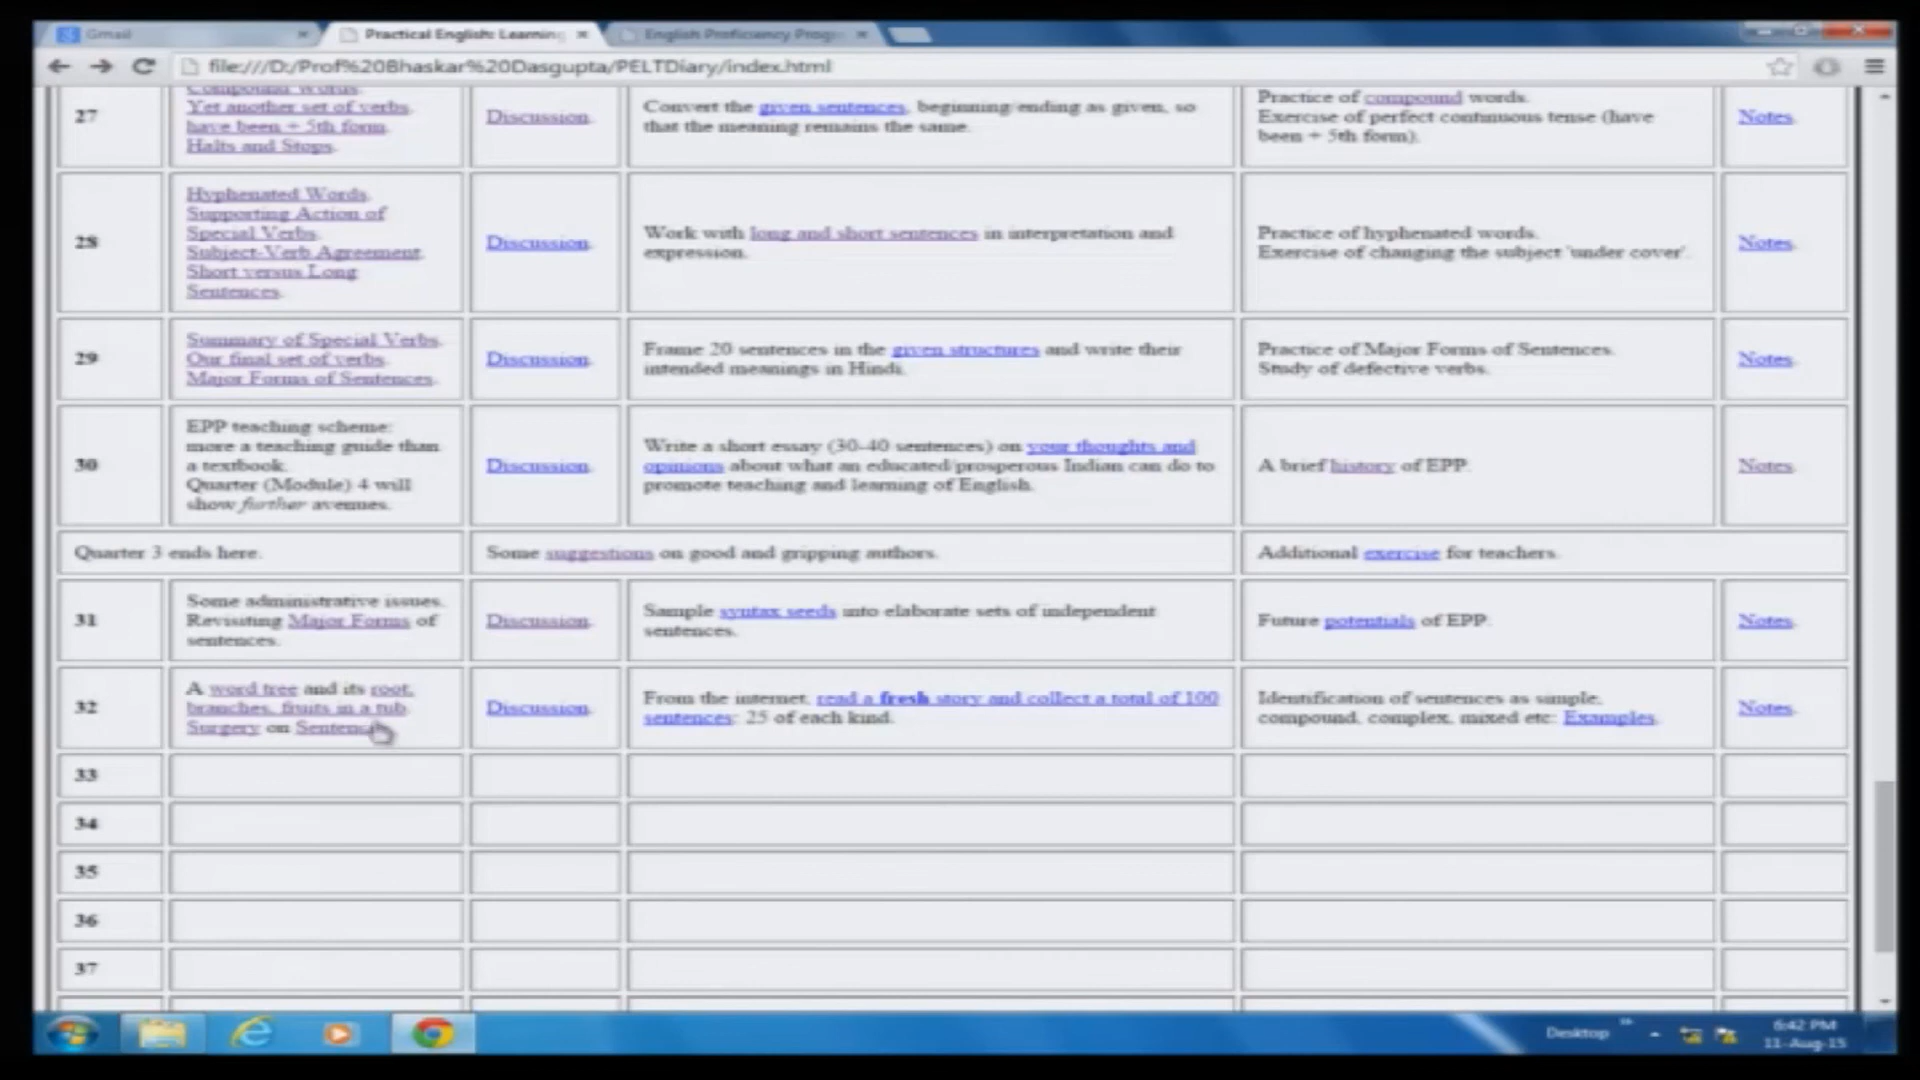 Gmail
Practical English: Learning
English Proficiency Progr
file:///D:/Prof%20Bhaskar%20Dasgupta/PELTDiary/index.html
27
Compound Words.
Yet another set of verbs.
have been + 5th form.
Halts and Stops.
Discussion.
Convert the given sentences, beginning/ending as given, so
that the meaning remains the same.
Practice of compound words.
Exercise of perfect continuous tense (have
been + 5th form).
Notes.
28
Hyphenated Words.
Supporting Action of
Special Verbs.
Subject-Verb Agreement.
Short versus Long
Sentences.
Discussion.
Work with long and short sentences in interpretation and
expression.
Practice of hyphenated words.
Exercise of changing the subject 'under cover'.
Notes.
29
Summary of Special Verbs.
Our final set of verbs.
Major Forms of Sentences.
Discussion.
Frame 20 sentences in the given structures and write their
intended meanings in Hindi.
Practice of Major Forms of Sentences.
Study of defective verbs.
Notes.
30
EPP teaching scheme:
more a teaching guide than
a textbook.
Quarter (Module) 4 will
show further avenues.
Discussion.
Write a short essay (30-40 sentences) on your thoughts and
opinions about what an educated/prosperous Indian can do to
promote teaching and learning of English.
A brief history of EPP.
Notes.
Quarter 3 ends here.
Some suggestions on good and gripping authors.
Additional exercise for teachers.
31
Some administrative issues.
Revisiting Major Forms of
sentences.
Discussion.
Sample syntax seeds into elaborate sets of independent
sentences.
Future potentials of EPP.
Notes.
32
A word tree and its root,
branches, fruits in a tub.
Surgery on Sentenc
Discussion.
From the internet, read a fresh story and collect a total of 100
sentences: 25 of each kind.
Identification of sentences as simple,
compound, complex, mixed etc: Examples.
Notes.
33
34
35
36
37
Desktop
6:42 PM
11-Aug-15